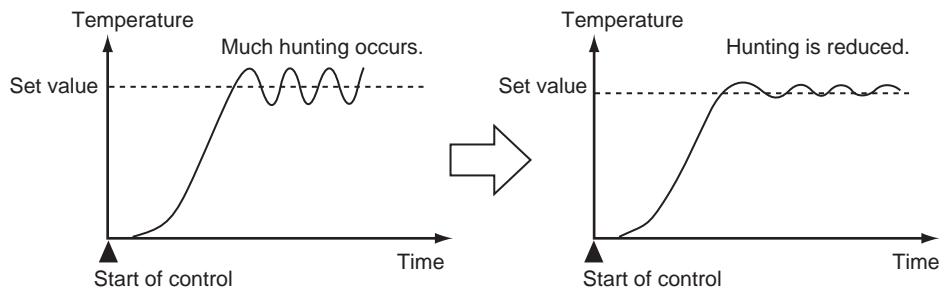 Temperature
Much hunting occurs.
Set value
Time
Start of control
Temperature
Hunting is reduced.
Set value
Time
Start of control